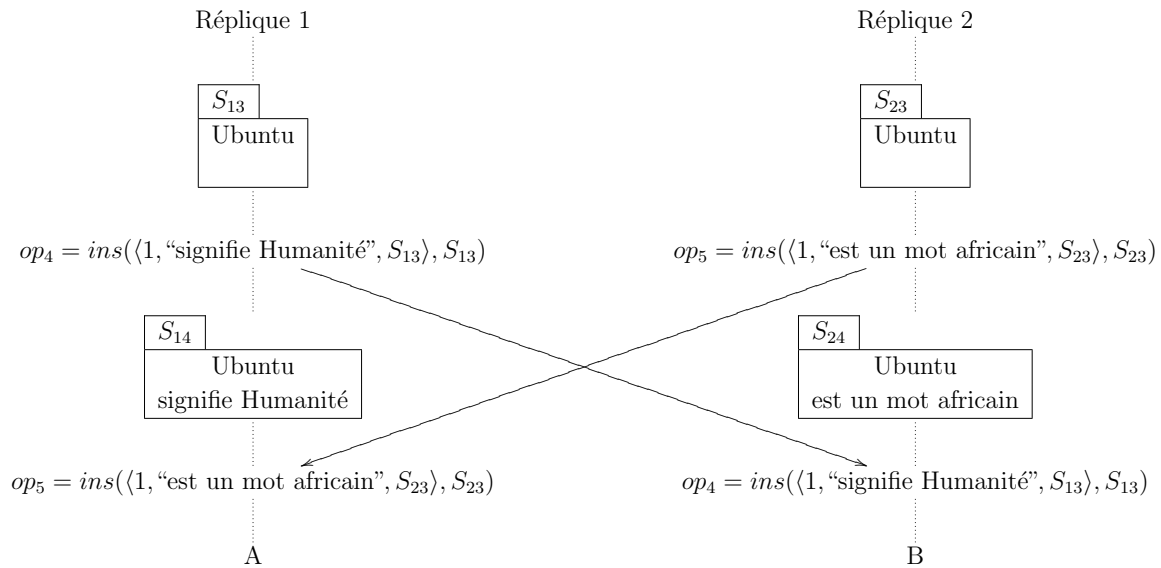 Réplique 1 Réplique 2
S₁₃ S₂₃
Ubuntu Ubuntu
op₄ = ins(⟨1, “signifie Humanité”, S₁₃⟩, S₁₃) op₅ = ins(⟨1, “est un mot africain”, S₂₃⟩, S₂₃)
S₁₄ S₂₄
Ubuntu Ubuntu
signifie Humanité est un mot africain
op₅ = ins(⟨1, “est un mot africain”, S₂₃⟩, S₂₃) op₄ = ins(⟨1, “signifie Humanité”, S₁₃⟩, S₁₃)
A B